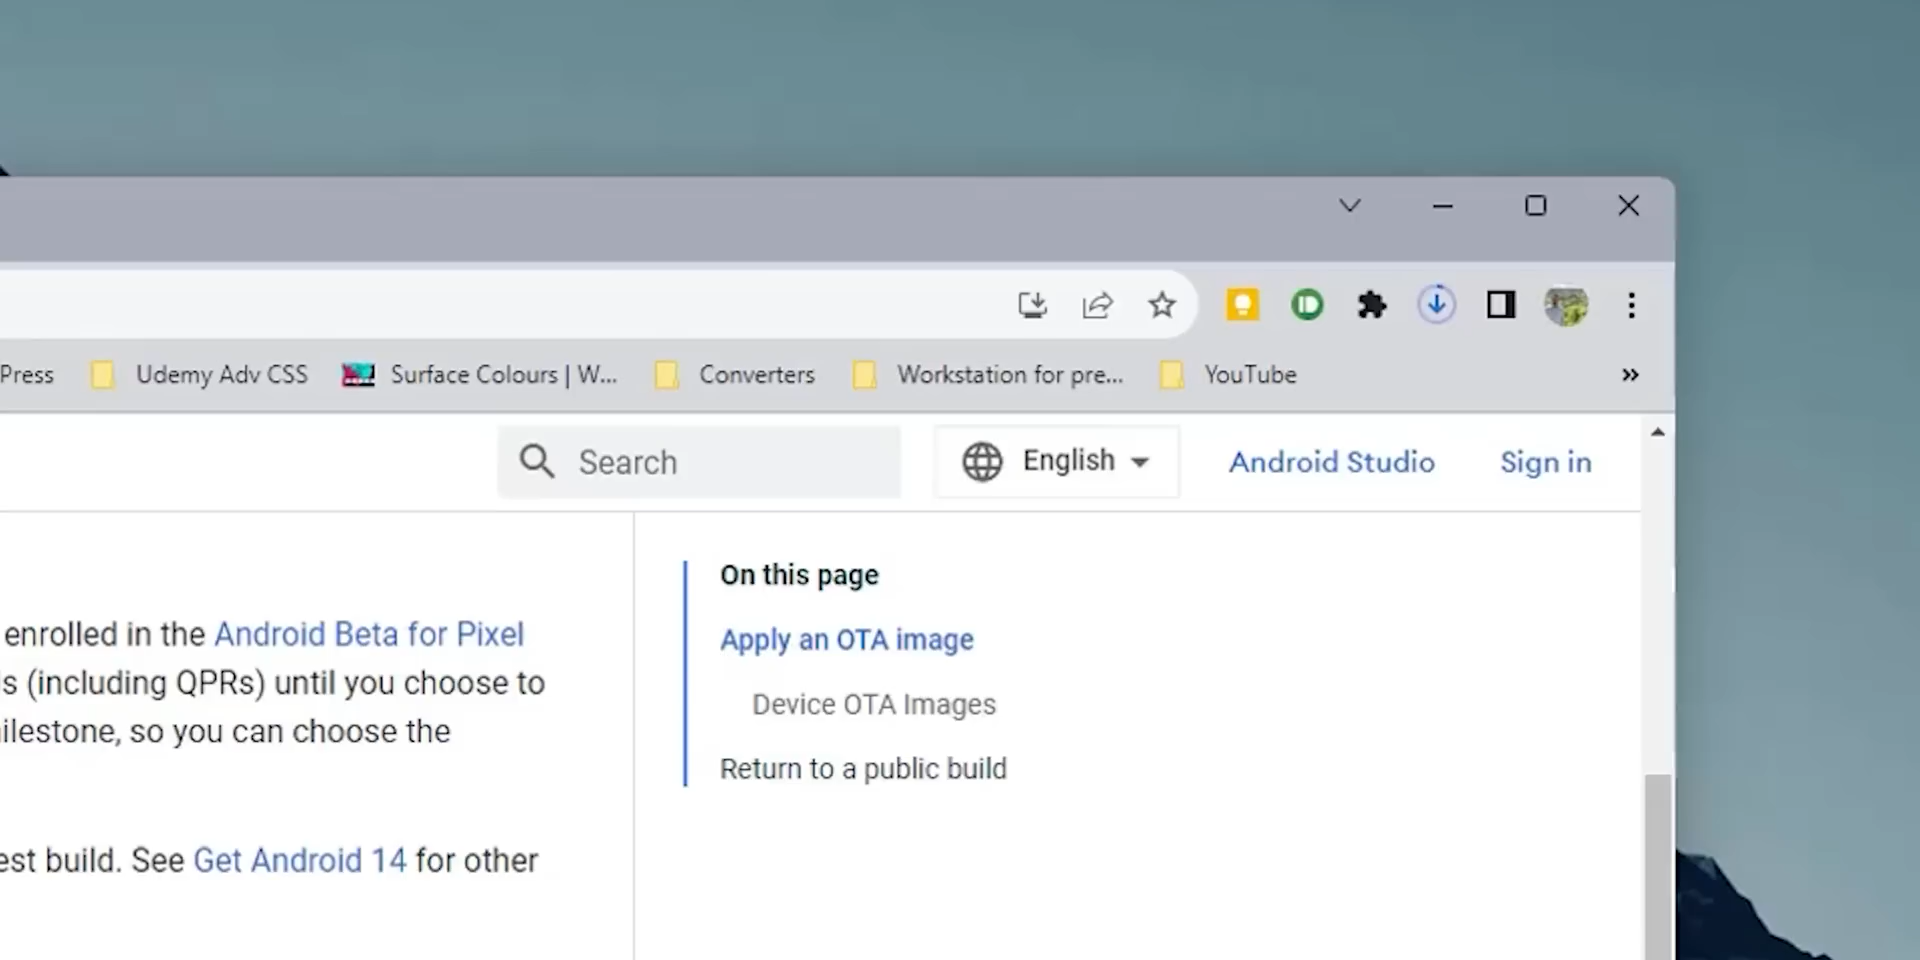 Press Udemy Adv CSS Surface Colours | W... Converters Workstation for pre... YouTube »
Search English Android Studio Sign in
enrolled in the Android Beta for Pixel
(including QPRs) until you choose to
so you can choose the
build. See Get Android 14 for other
On this page
Apply an OTA image
Device OTA Images
Return to a public build